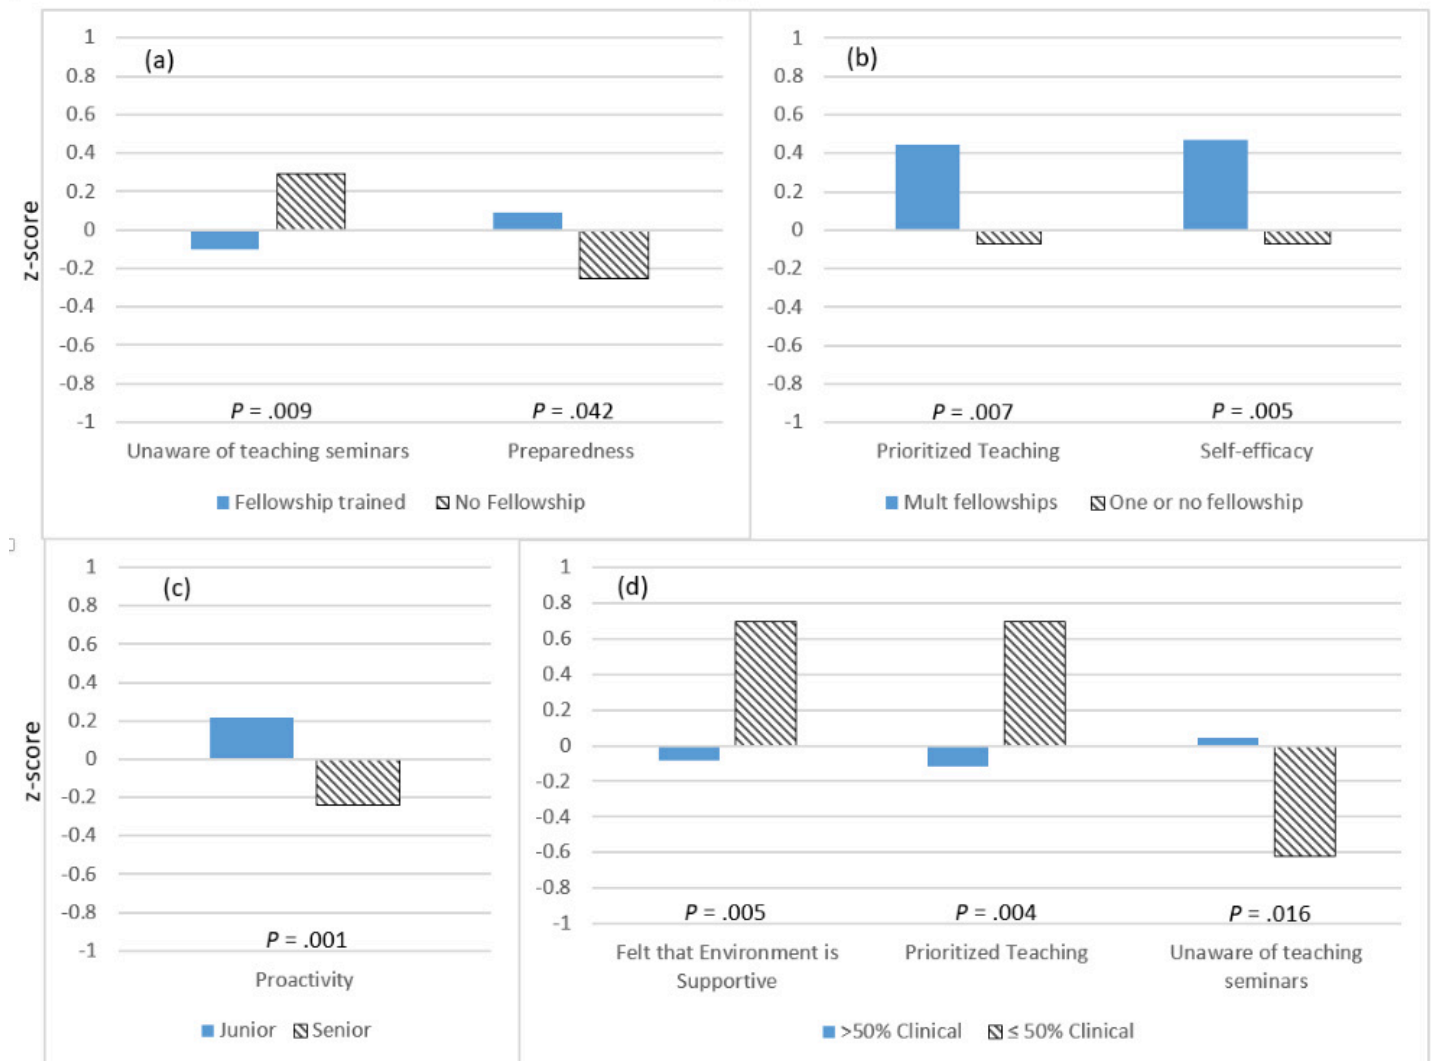 (a)
1
0.8
0.6
0.4
0.2
0
-0.2
-0.4
-0.6
-0.8
-1
z-score
P = .009
P = .042
Unaware of teaching seminars
Preparedness
Fellowship trained
No Fellowship
(b)
1
0.8
0.6
0.4
0.2
0
-0.2
-0.4
-0.6
-0.8
-1
P = .007
P = .005
Prioritized Teaching
Self-efficacy
Mult fellowships
One or no fellowship
(c)
1
0.8
0.6
0.4
0.2
0
-0.2
-0.4
-0.6
-0.8
-1
z-score
P = .001
Proactivity
Junior
Senior
(d)
1
0.8
0.6
0.4
0.2
0
-0.2
-0.4
-0.6
-0.8
-1
P = .005
P = .004
P = .016
Felt that Environment is
Supportive
Prioritized Teaching
Unaware of teaching
seminars
>50% Clinical
≤ 50% Clinical